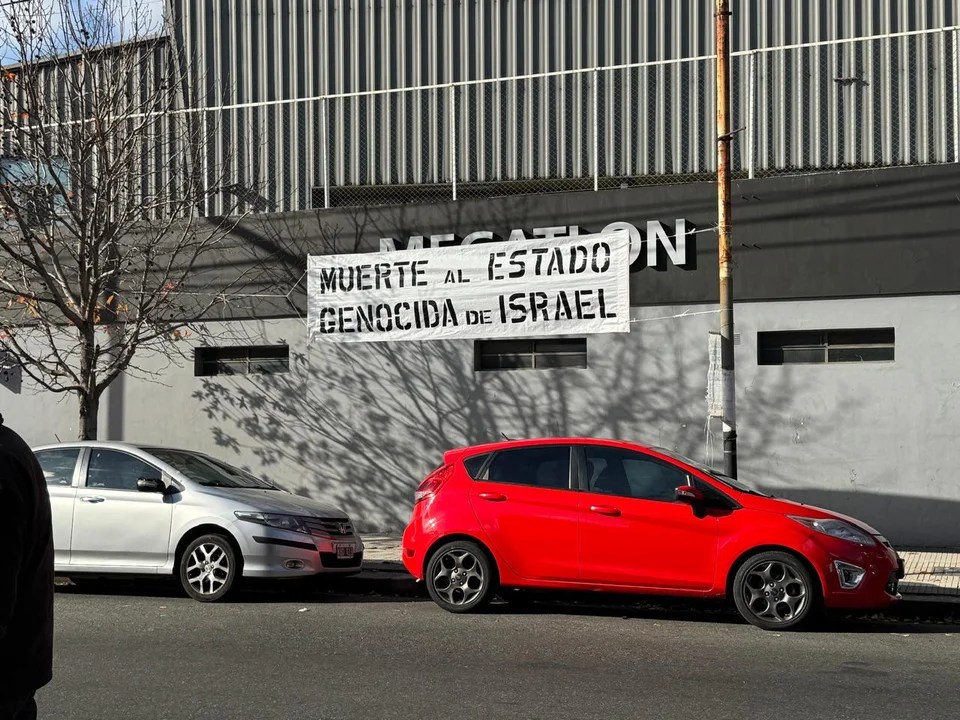 MEGATLON
MUERTE AL ESTADO
GENOCIDA DE ISRAEL